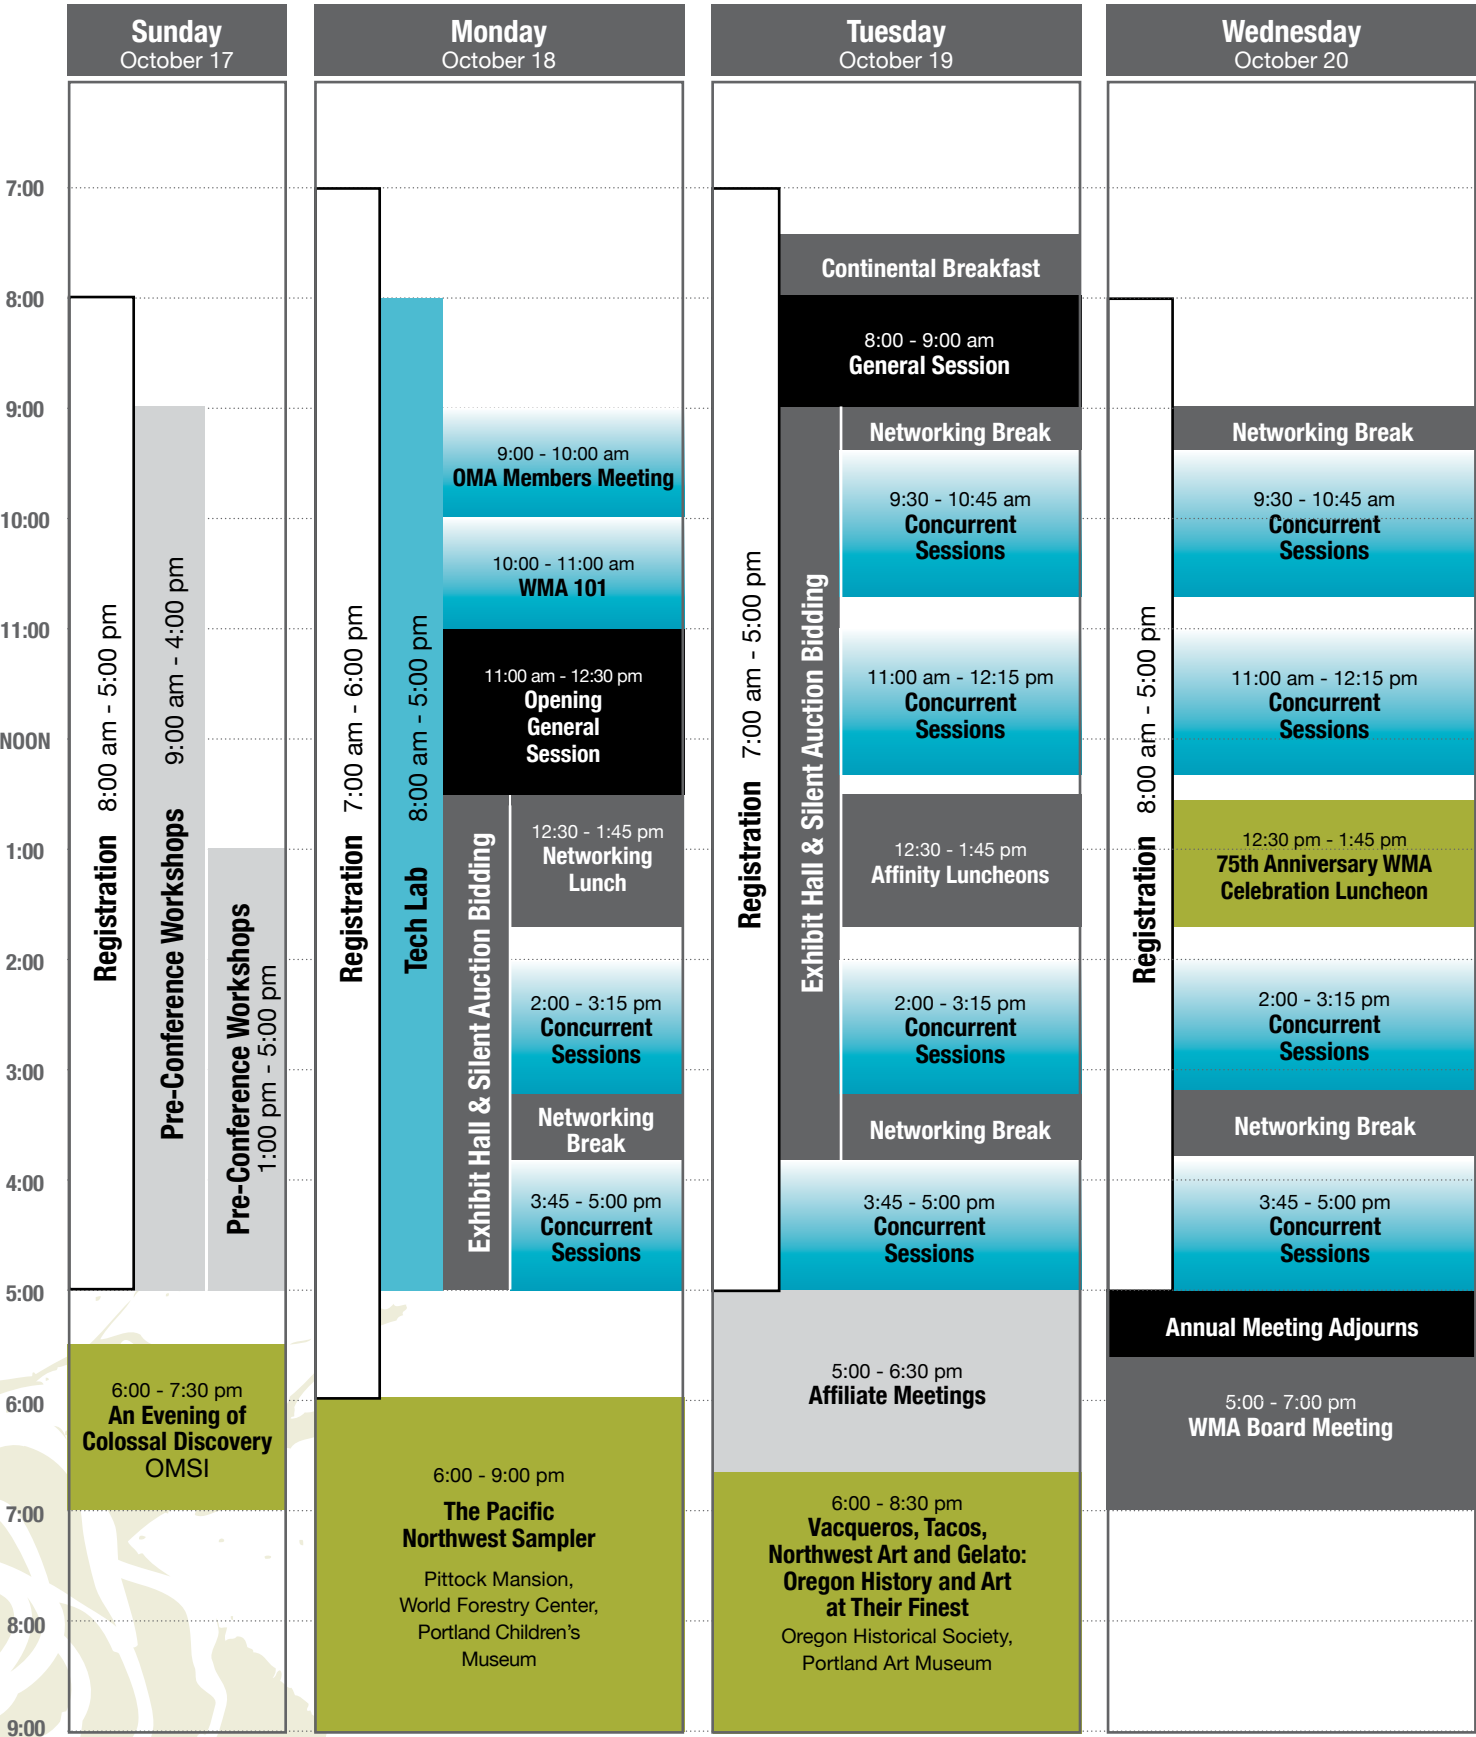 Sunday
October 17
Monday
October 18
Tuesday
October 19
Wednesday
October 20
7:00
8:00
9:00
10:00
11:00
NOON
1:00
2:00
3:00
4:00
5:00
6:00
7:00
8:00
9:00
Registration 8:00 am - 5:00 pm
Pre-Conference Workshops 9:00 am - 4:00 pm
Pre-Conference Workshops
1:00 pm - 5:00 pm
6:00 - 7:30 pm
An Evening of
Colossal Discovery
OMSI
Registration 7:00 am - 6:00 pm
Tech Lab 8:00 am - 5:00 pm
9:00 - 10:00 am
OMA Members Meeting
10:00 - 11:00 am
WMA 101
11:00 am - 12:30 pm
Opening
General
Session
Exhibit Hall & Silent Auction Bidding
12:30 - 1:45 pm
Networking
Lunch
2:00 - 3:15 pm
Concurrent
Sessions
Networking
Break
3:45 - 5:00 pm
Concurrent
Sessions
6:00 - 9:00 pm
The Pacific
Northwest Sampler
Pittock Mansion,
World Forestry Center,
Portland Children's
Museum
Registration 7:00 am - 5:00 pm
Continental Breakfast
8:00 - 9:00 am
General Session
Exhibit Hall & Silent Auction Bidding
Networking Break
9:30 - 10:45 am
Concurrent
Sessions
11:00 am - 12:15 pm
Concurrent
Sessions
12:30 - 1:45 pm
Affinity Luncheons
2:00 - 3:15 pm
Concurrent
Sessions
Networking Break
3:45 - 5:00 pm
Concurrent
Sessions
5:00 - 6:30 pm
Affiliate Meetings
6:00 - 8:30 pm
Vacqueros, Tacos,
Northwest Art and Gelato:
Oregon History and Art
at Their Finest
Oregon Historical Society,
Portland Art Museum
Registration 8:00 am - 5:00 pm
Networking Break
9:30 - 10:45 am
Concurrent
Sessions
11:00 am - 12:15 pm
Concurrent
Sessions
12:30 pm - 1:45 pm
75th Anniversary WMA
Celebration Luncheon
2:00 - 3:15 pm
Concurrent
Sessions
Networking Break
3:45 - 5:00 pm
Concurrent
Sessions
Annual Meeting Adjourns
5:00 - 7:00 pm
WMA Board Meeting